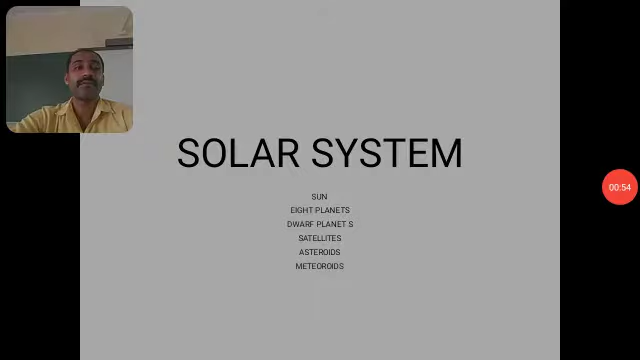 SOLAR SYSTEM
SUN
EIGHT PLANETS
DWARF PLANET S
SATELLITES
ASTEROIDS
METEOROIDS
00:54